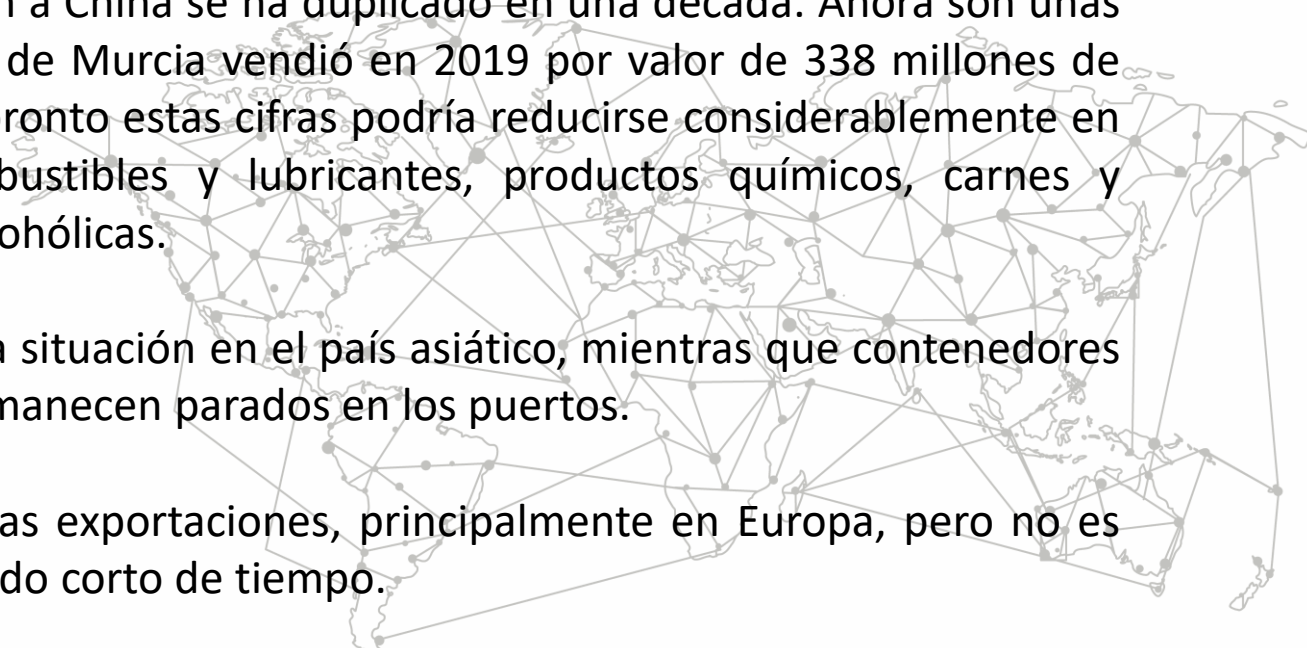 n a China se ha duplicado en una década. Ahora son unas
de Murcia vendió en 2019 por valor de 338 millones de
pronto estas cifras podría reducirse considerablemente en
bustibles y lubricantes, productos químicos, carnes y
ohólicas.
a situación en el país asiático, mientras que contenedores
manecen parados en los puertos.
as exportaciones, principalmente en Europa, pero no es
do corto de tiempo.